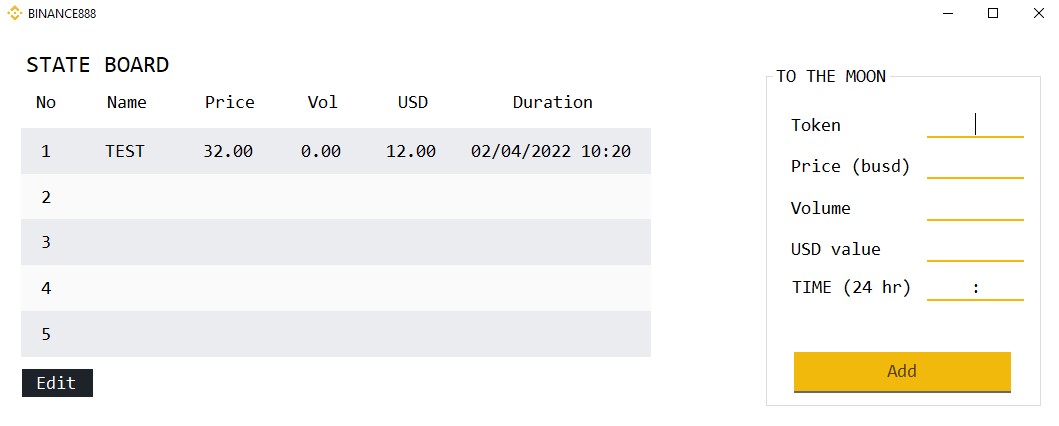 BINANCE888
STATE BOARD
No Name Price Vol USD Duration
1 TEST 32.00 0.00 12.00 02/04/2022 10:20
2
3
4
5
Edit
TO THE MOON
Token
Price (busd)
Volume
USD value
TIME (24 hr) :
Add